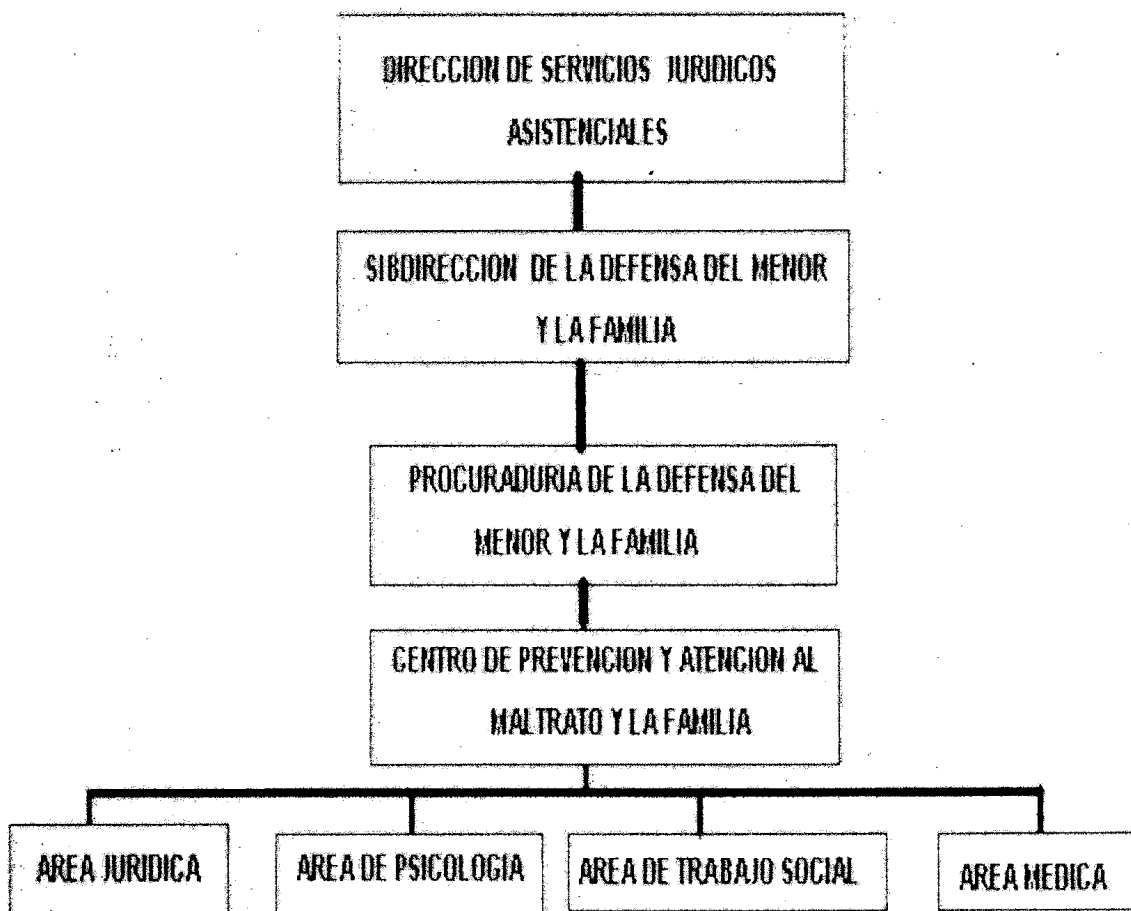 DIRECCION DE SERVICIOS JURIDICOS
ASISTENCIALES
SIBDIRECCION DE LA DEFENSA DEL MENOR
Y LA FAMILIA
PROCURADURIA DE LA DEFENSA DEL
MENOR Y LA FAMILIA
CENTRO DE PREVENCION Y ATENCION AL
MALTRATO Y LA FAMILIA
AREA JURIDICA
AREA DE PSICOLOGIA
AREA DE TRABAJO SOCIAL
AREA MEDICA